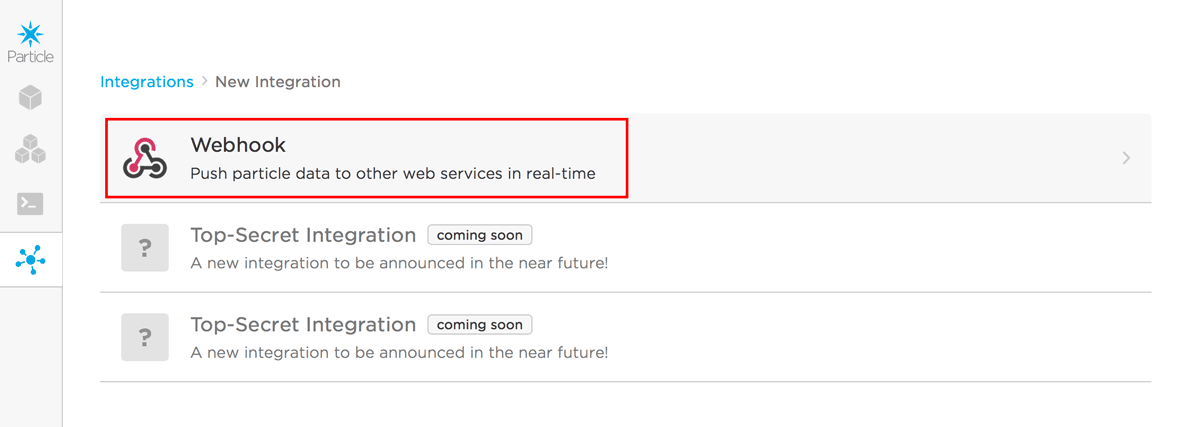 Particle
Integrations > New Integration
Webhook
Push particle data to other web services in real-time
? Top-Secret Integration coming soon
A new integration to be announced in the near future!
? Top-Secret Integration coming soon
A new integration to be announced in the near future!